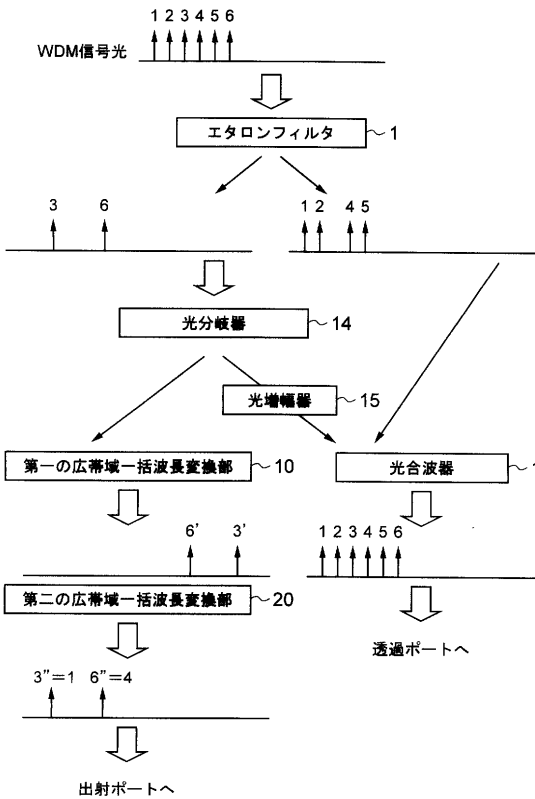 1 2 3 4 5 6
WDM信号光
エタロンフィルタ 1
3 6
1 2 4 5
光分岐器 14
光増幅器 15
第一の広帯域一括波長変換部 10
光合波器
6' 3'
1 2 3 4 5 6
第二の広帯域一括波長変換部 20
透過ポートへ
3"=1 6"=4
出射ポートへ